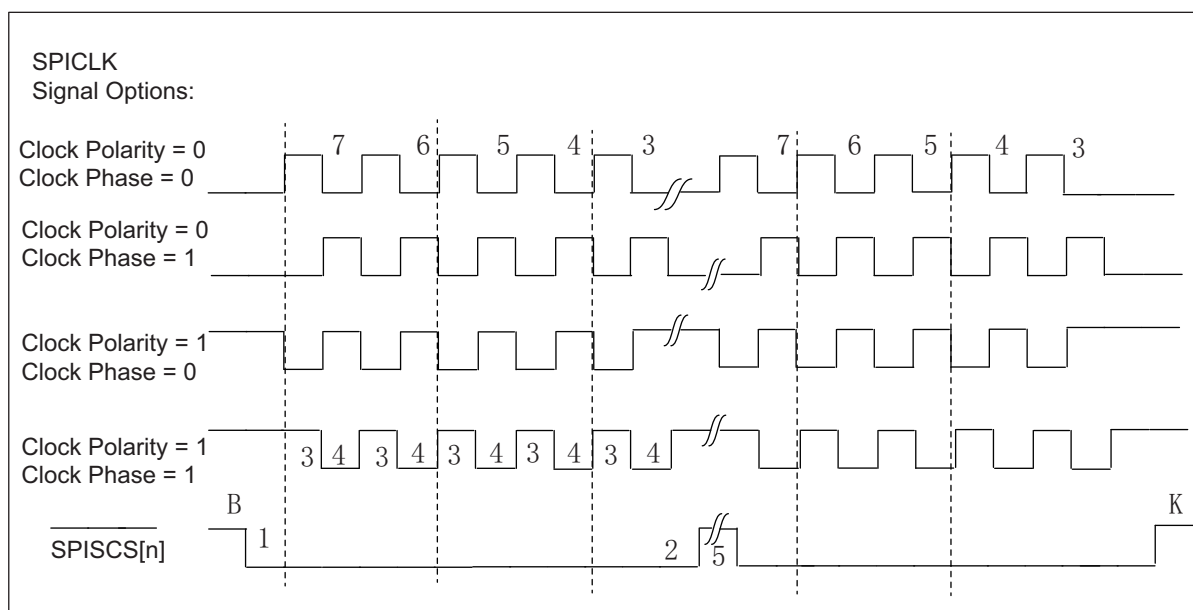 SPICLK
Signal Options:
Clock Polarity = 0
Clock Phase = 0
7 6 5 4 3 7 6 5 4 3
Clock Polarity = 0
Clock Phase = 1
Clock Polarity = 1
Clock Phase = 0
Clock Polarity = 1
Clock Phase = 1
3 4 3 4 3 4 3 4 3 4
B K
SPISCS[n]
1 2 5